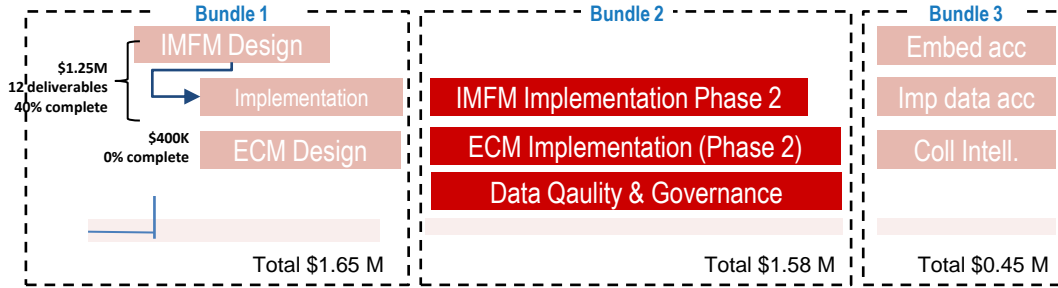 Bundle 1
IMFM Design
$1.25M
12 deliverables
40% complete
Implementation
$400K
0% complete
ECM Design
Total $1.65 M
Bundle 2
IMFM Implementation Phase 2
ECM Implementation (Phase 2)
Data Qaulity & Governance
Total $1.58 M
Bundle 3
Embed acc
Imp data acc
Coll Intell.
Total $0.45 M